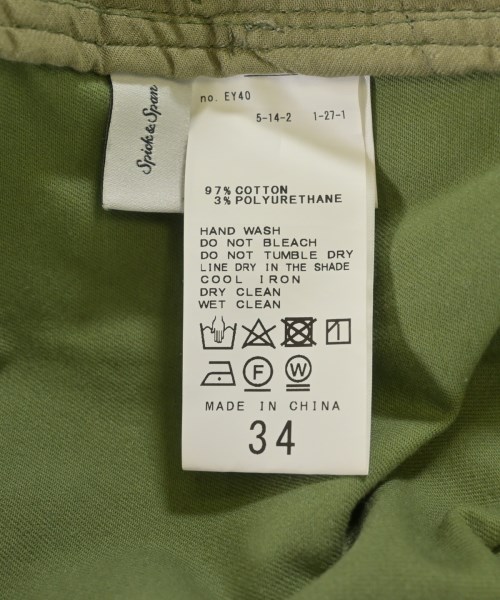 Spick & Span
no. EY40
5-14-2 1-27-1
97% COTTON
3% POLYURETHANE
HAND WASH
DO NOT BLEACH
DO NOT TUMBLE DRY
LINE DRY IN THE SHADE
COOL IRON
DRY CLEAN
WET CLEAN
F W
MADE IN CHINA
34